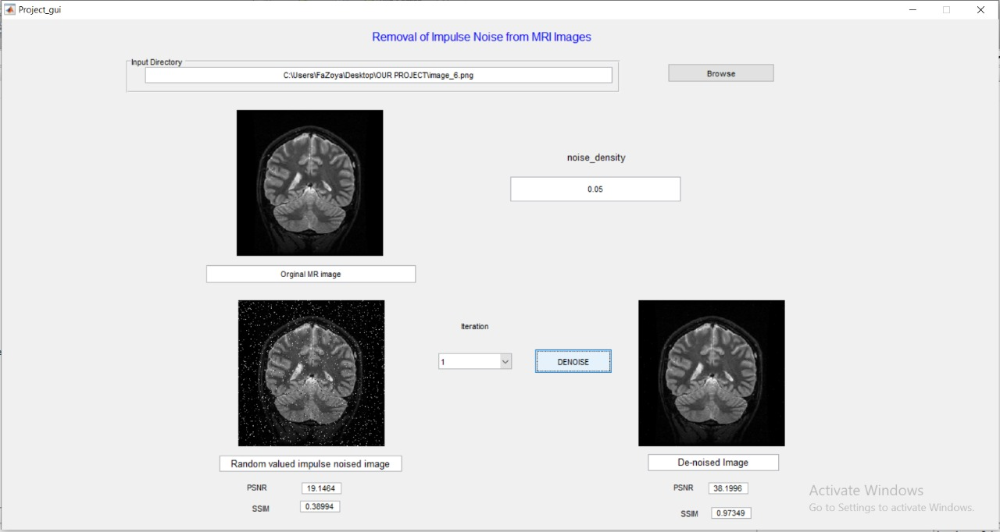 Project_gui
Removal of Impulse Noise from MRI Images
Input Directory
C:\Users\FaZoya\Desktop\OUR PROJECT\image_6.png
Browse
noise_density
0.05
Orginal MR image
Iteration
1
DENOISE
Random valued impulse noised image
De-noised Image
PSNR
19.1464
SSIM
0.38994
PSNR
38.1996
SSIM
0.97349
Activate Windows
Go to Settings to activate Windows.